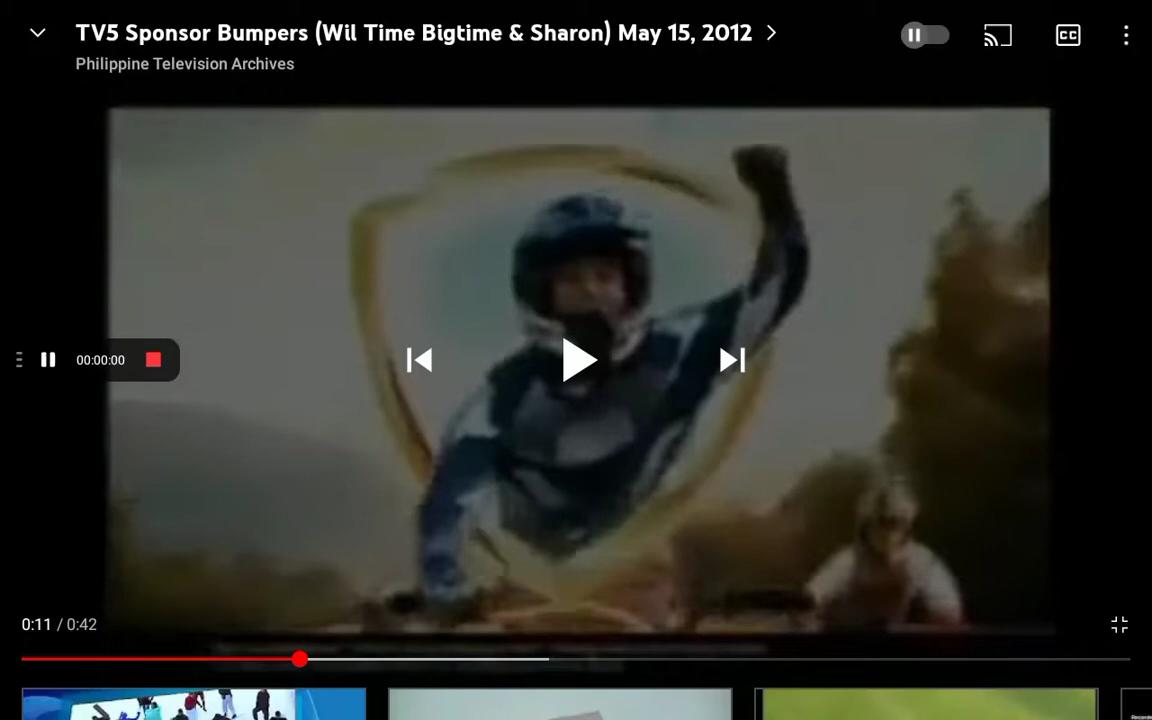 TV5 Sponsor Bumpers (Wil Time Bigtime & Sharon) May 15, 2012
Philippine Television Archives
CC
00:00:00
0:11 / 0:42